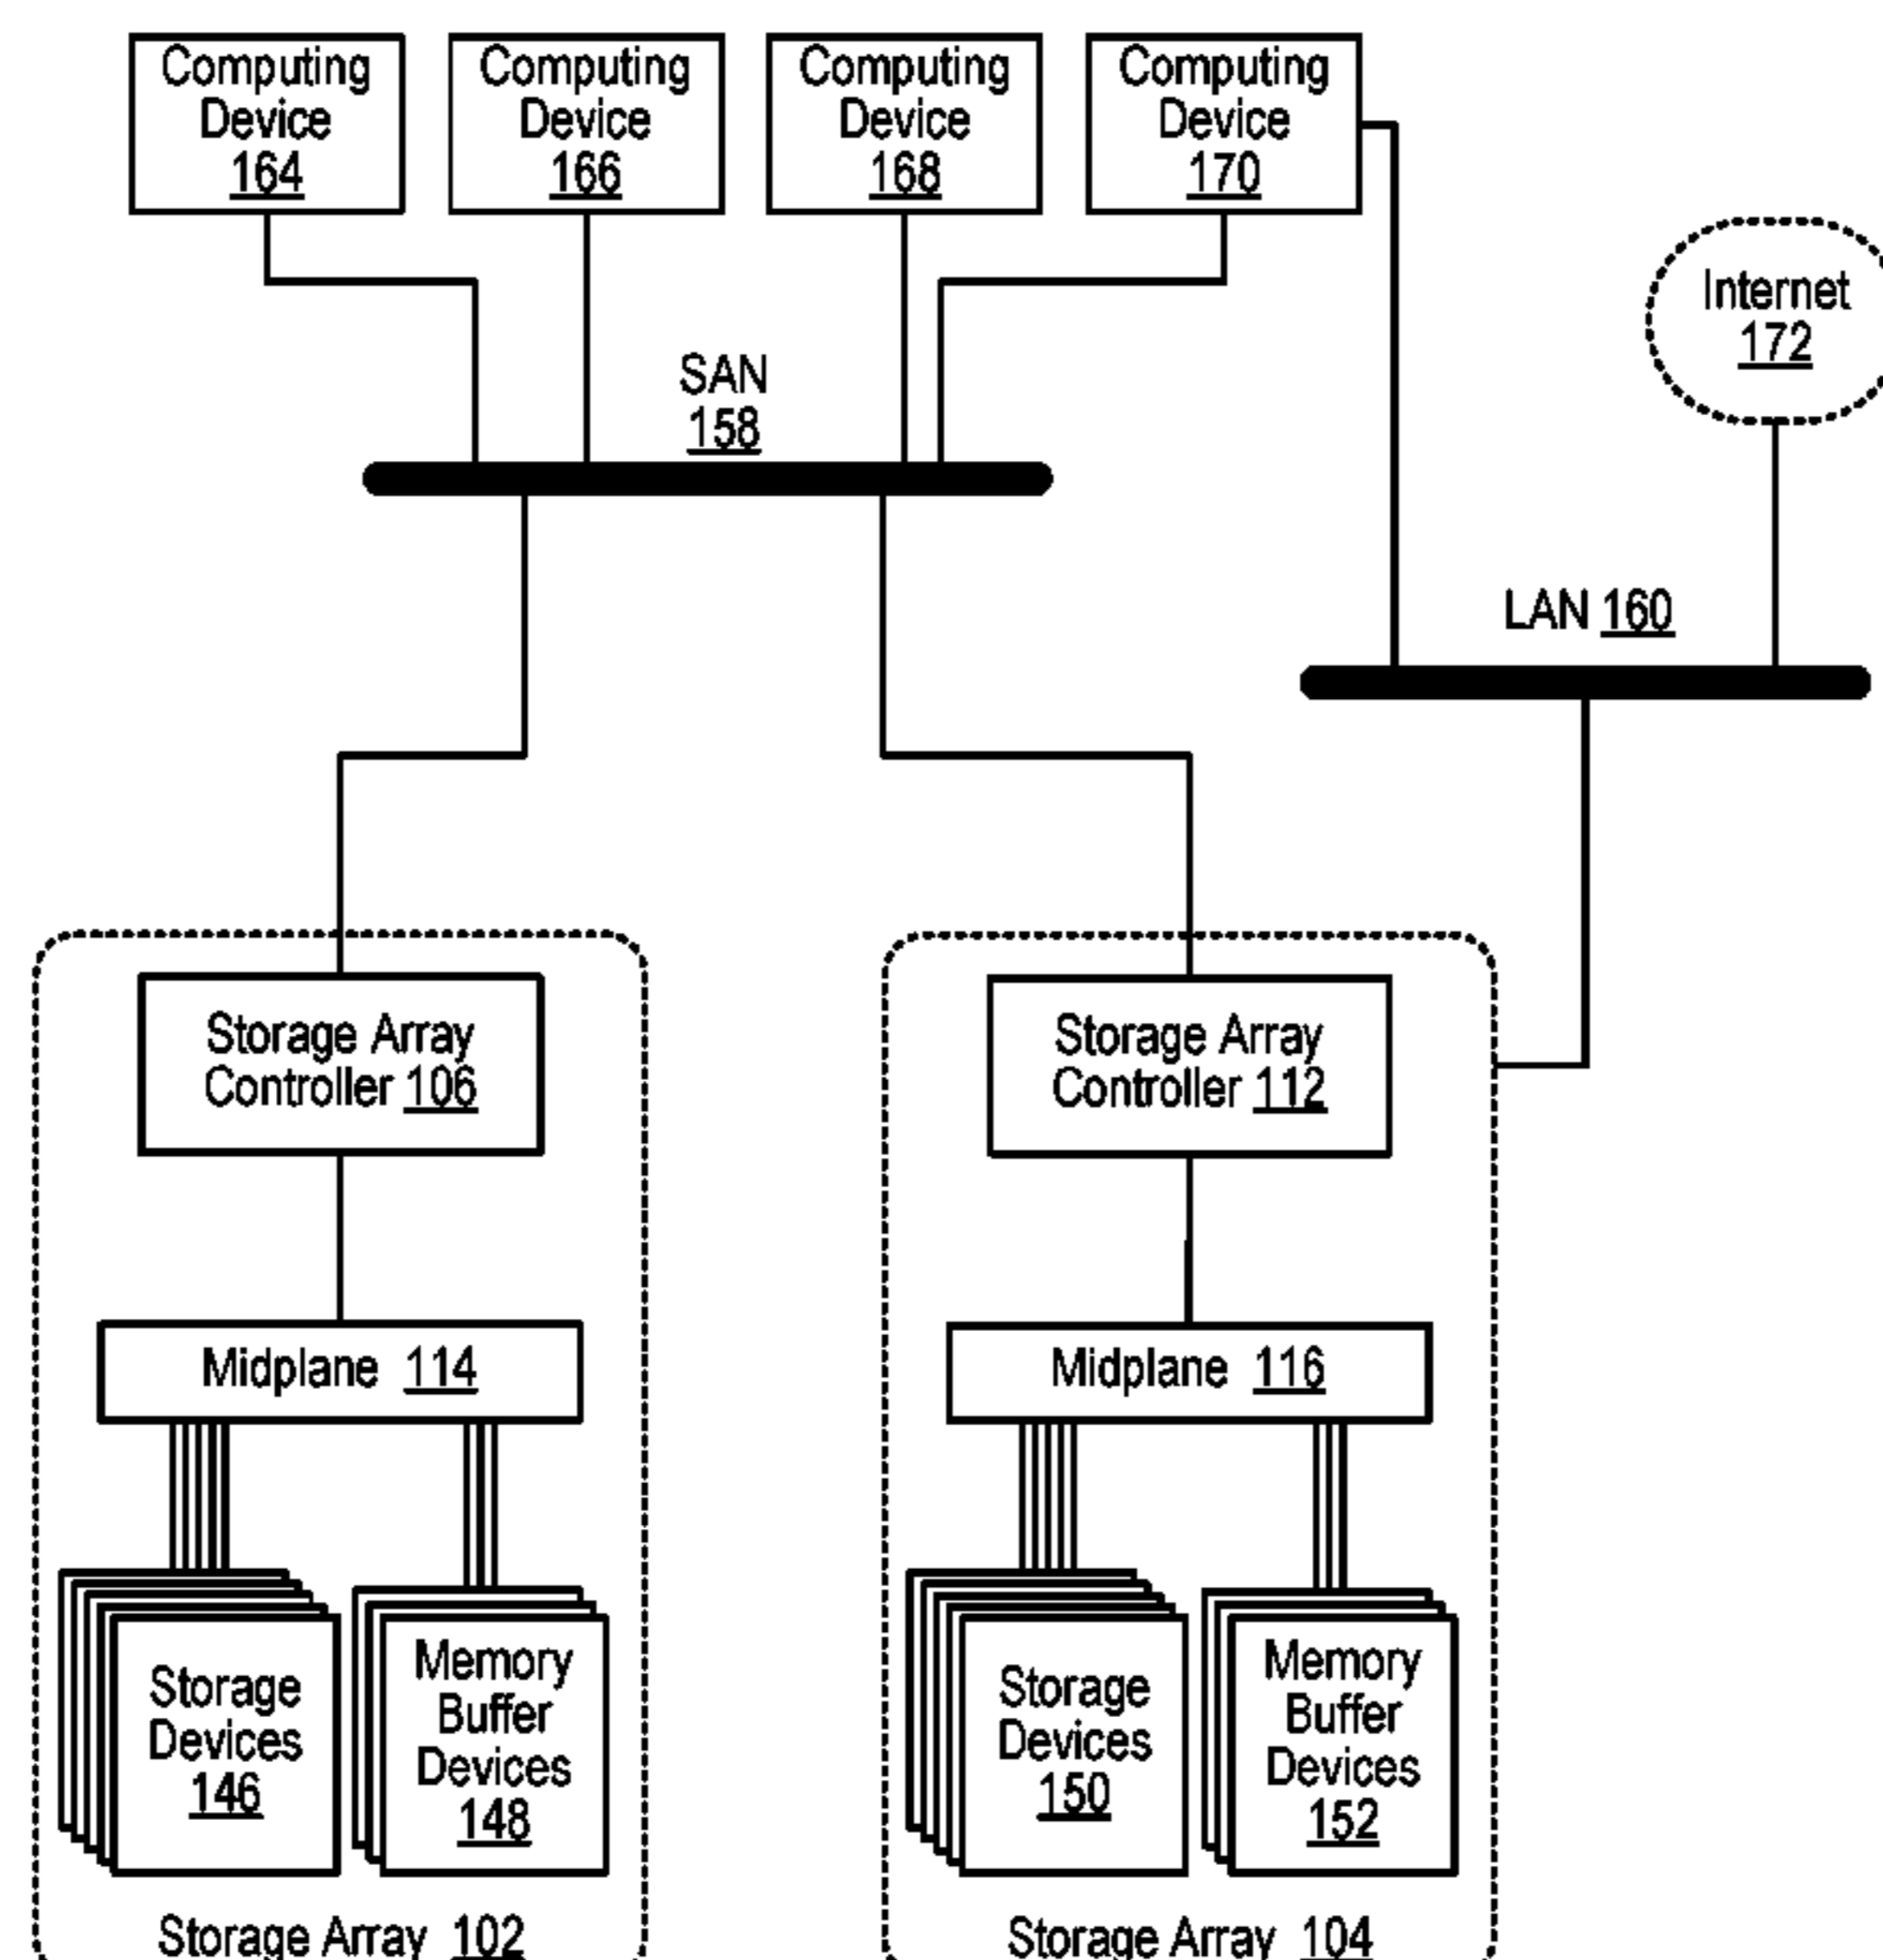 Computing
Device
164
Computing
Device
166
Computing
Device
168
Computing
Device
170
Internet
172
SAN
158
LAN 160
Storage Array
Controller 106
Storage Array
Controller 112
Midplane 114
Midplane 116
Storage
Devices
146
Memory
Buffer
Devices
148
Storage
Devices
150
Memory
Buffer
Devices
152
Storage Array 102
Storage Array 104